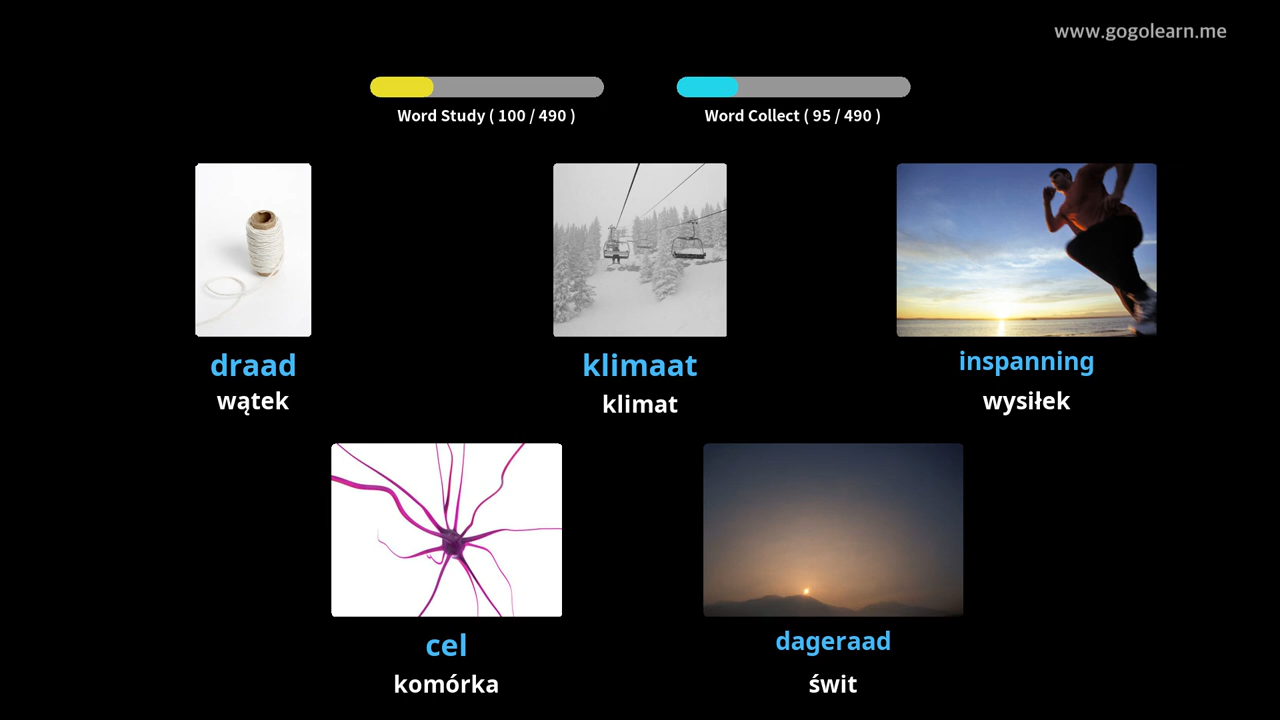 www.gogolearn.me
Word Study ( 100 / 490 )
Word Collect ( 95 / 490 )
draad
wątek
klimaat
klimat
inspanning
wysiłek
cel
komórka
dageraad
świt